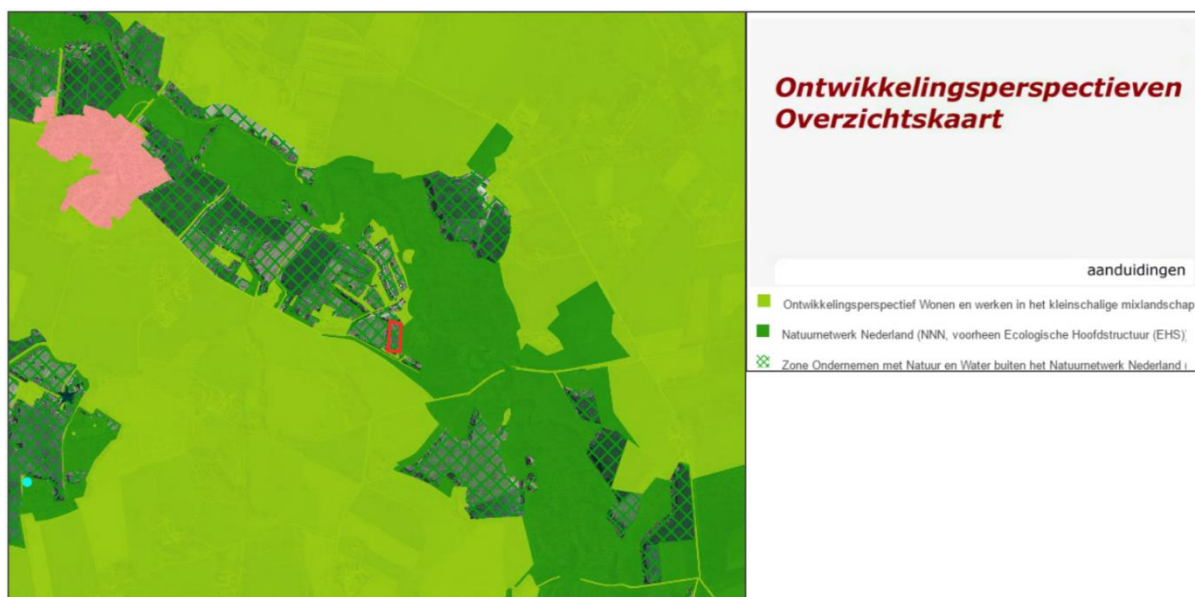 Ontwikkelingsperspectieven
Overzichtskaart
aanduidingen
Ontwikkelingsperspectief Wonen en werken in het kleinschalige mixlandschap
Natuurnetwerk Nederland (NNN, voorheen Ecologische Hoofdstructuur (EHS)
Zone Ondernemen met Natuur en Water buiten het Natuurnetwerk Nederland (